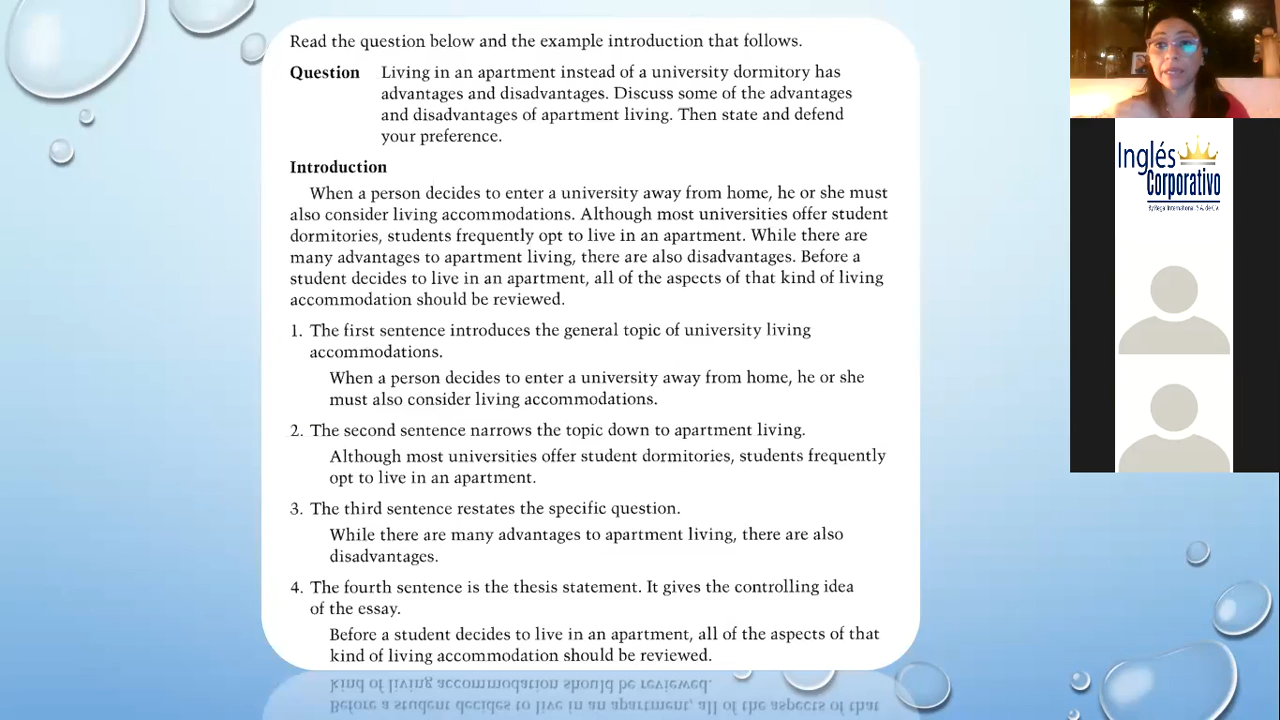 Read the question below and the example introduction that follows.
Question Living in an apartment instead of a university dormitory has
advantages and disadvantages. Discuss some of the advantages
and disadvantages of apartment living. Then state and defend
your preference.
Introduction
When a person decides to enter a university away from home, he or she must
also consider living accommodations. Although most universities offer student
dormitories, students frequently opt to live in an apartment. While there are
many advantages to apartment living, there are also disadvantages. Before a
student decides to live in an apartment, all of the aspects of that kind of living
accommodation should be reviewed.
1. The first sentence introduces the general topic of university living
accommodations.
When a person decides to enter a university away from home, he or she
must also consider living accommodations.
2. The second sentence narrows the topic down to apartment living.
Although most universities offer student dormitories, students frequently
opt to live in an apartment.
3. The third sentence restates the specific question.
While there are many advantages to apartment living, there are also
disadvantages.
4. The fourth sentence is the thesis statement. It gives the controlling idea
of the essay.
Before a student decides to live in an apartment, all of the aspects of that
kind of living accommodation should be reviewed.
Inglés
Corporativo